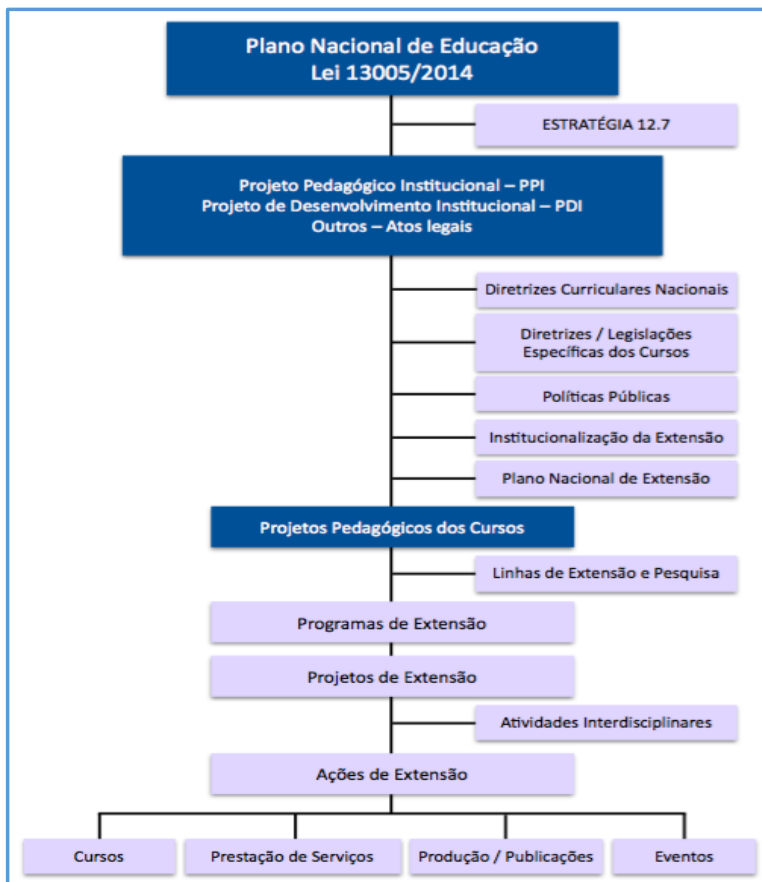 Plano Nacional de Educação
Lei 13005/2014
ESTRATÉGIA 12.7
Projeto Pedagógico Institucional – PPI
Projeto de Desenvolvimento Institucional – PDI
Outros – Atos legais
Diretrizes Curriculares Nacionais
Diretrizes / Legislações
Específicas dos Cursos
Políticas Públicas
Institucionalização da Extensão
Plano Nacional de Extensão
Projetos Pedagógicos dos Cursos
Linhas de Extensão e Pesquisa
Programas de Extensão
Projetos de Extensão
Atividades Interdisciplinares
Ações de Extensão
Cursos
Prestação de Serviços
Produção / Publicações
Eventos